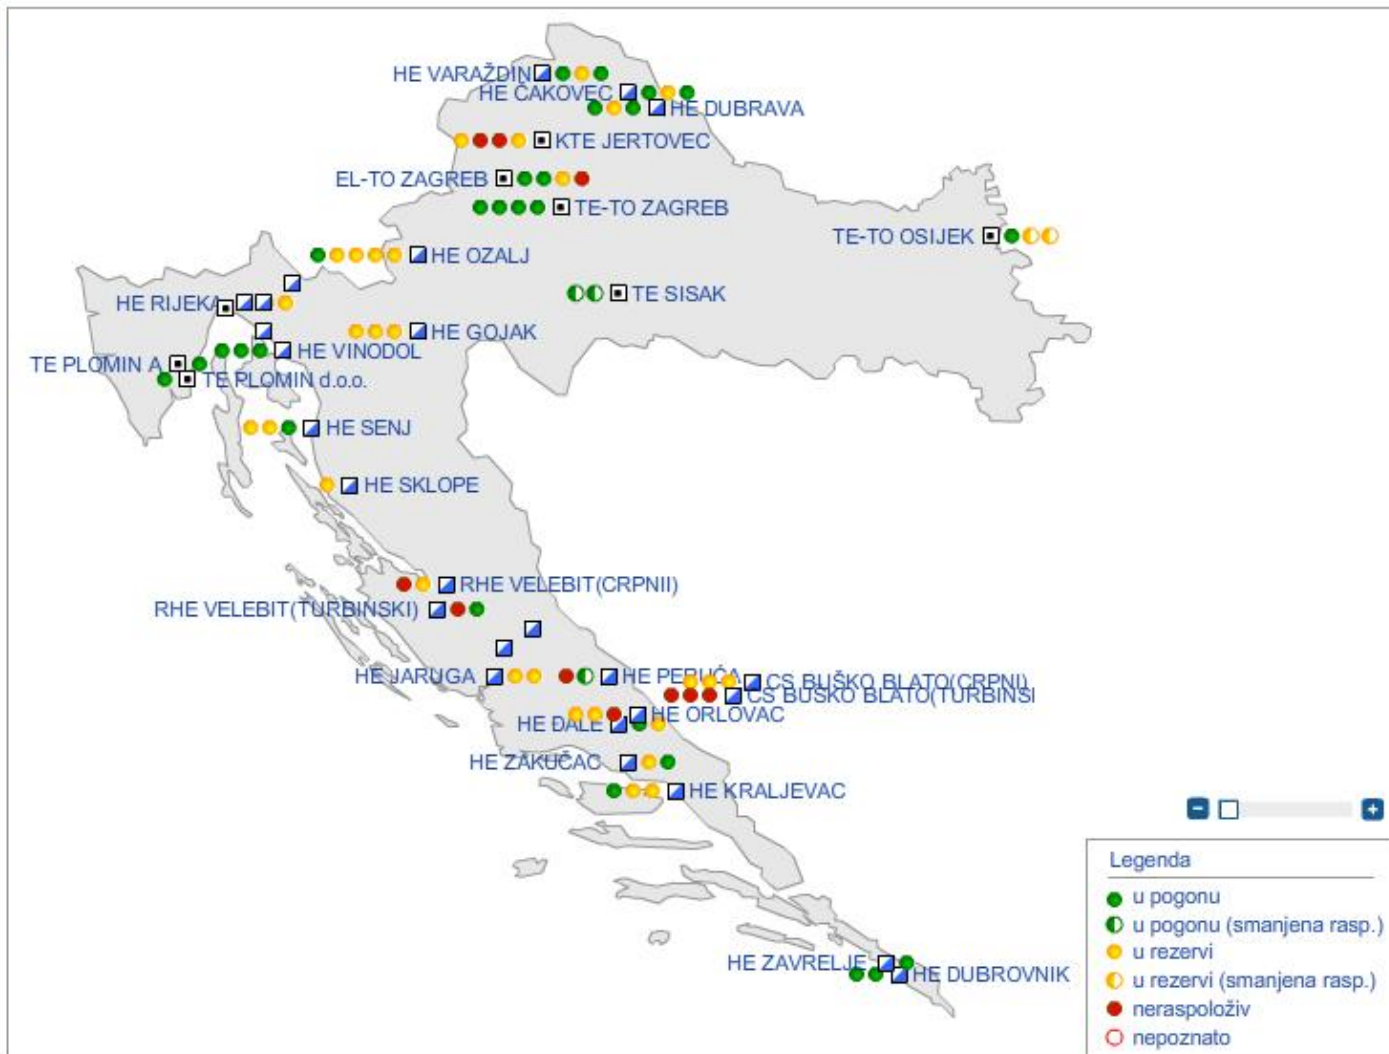 HE VARAŽDIN
HE ČAKOVEC
HE DUBRAVA
KTE JERTOVEC
EL-TO ZAGREB
TE-TO ZAGREB
TE-TO OSIJEK
HE OZALJ
TE SISAK
HE RIJEKA
HE GOJAK
HE VINODOL
TE PLOMIN A
TE PLOMIN d.o.o.
HE SENJ
HE SKLOPE
RHE VELEBIT(CRPNII)
RHE VELEBIT(TURBINSKI)
HE JARUGA
HE PERUĆA
CS BUŠKO BLATO(CRPNI)
CS BUŠKO BLATO(TURBINSI
HE ORLOVAC
HE ĐALE
HE ZAKUČAC
HE KRALJEVAC
Legenda
u pogonu
u pogonu (smanjena rasp.)
u rezervi
u rezervi (smanjena rasp.)
neraspoloživ
nepoznato
HE ZAVRELJE
HE DUBROVNIK